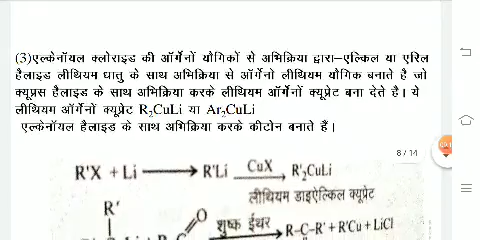 (3)एल्केनॉयल क्लोराइड की ऑर्गेनों यौगिकों से अभिक्रिया द्वारा–एल्किल या एरिल
हैलाइड लीथियम धातु के साथ अभिक्रिया से ऑर्गेनो लीथियम यौगिक बनाते है जो
क्यूप्रस हैलाइड के साथ अभिक्रिया करके लीथियम ऑर्गेनों क्यूप्रेट बना देते है। ये
लीथियम ऑर्गेनों क्यूप्रेट R₂CuLi या Ar₂CuLi
एल्केनॉयल हैलाइड के साथ अभिक्रिया करके कीटोन बनाते हैं।
8 / 14
R'X + Li ⟶ R'Li CuX⟶ R'₂CuLi
लीथियम डाइऐल्किल क्यूप्रेट
R'
O
शुष्क ईथर
R–C–R' + R'Cu + LiCl